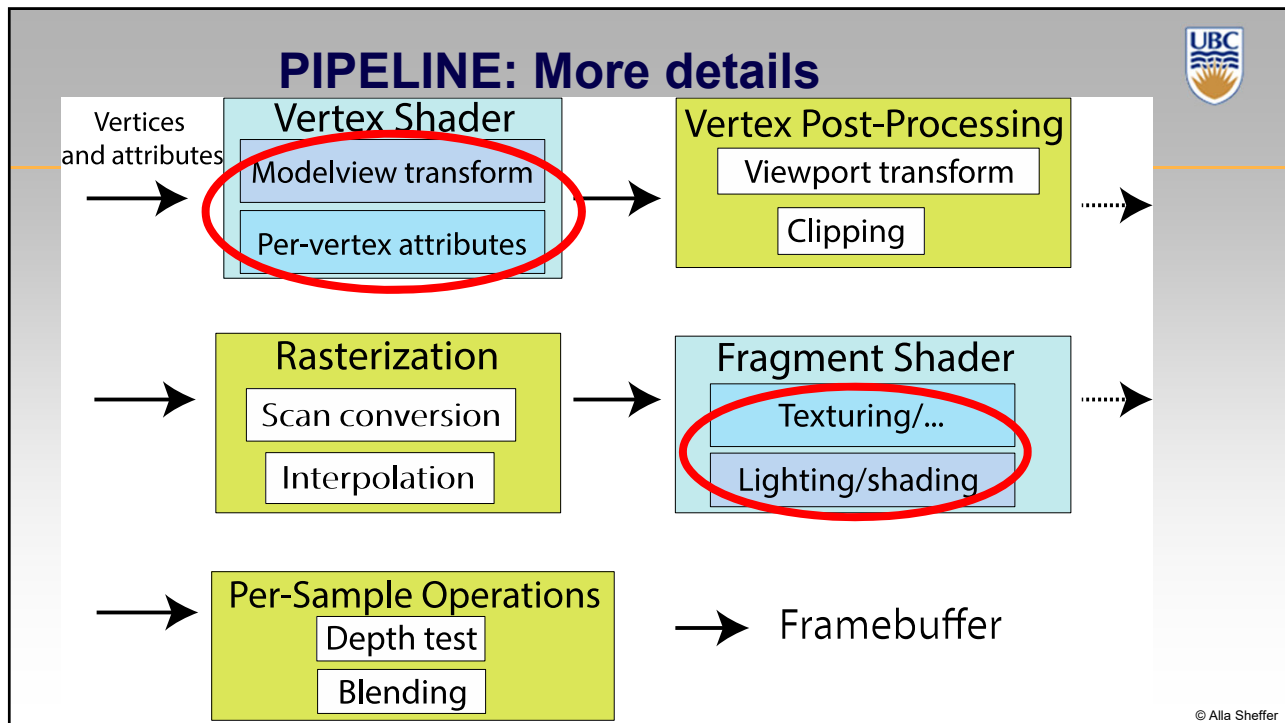 PIPELINE: More details
UBC
Vertices
and attributes
Vertex Shader
Modelview transform
Per-vertex attributes
Vertex Post-Processing
Viewport transform
Clipping
Rasterization
Scan conversion
Interpolation
Fragment Shader
Texturing/...
Lighting/shading
Per-Sample Operations
Depth test
Blending
Framebuffer
© Alla Sheffer